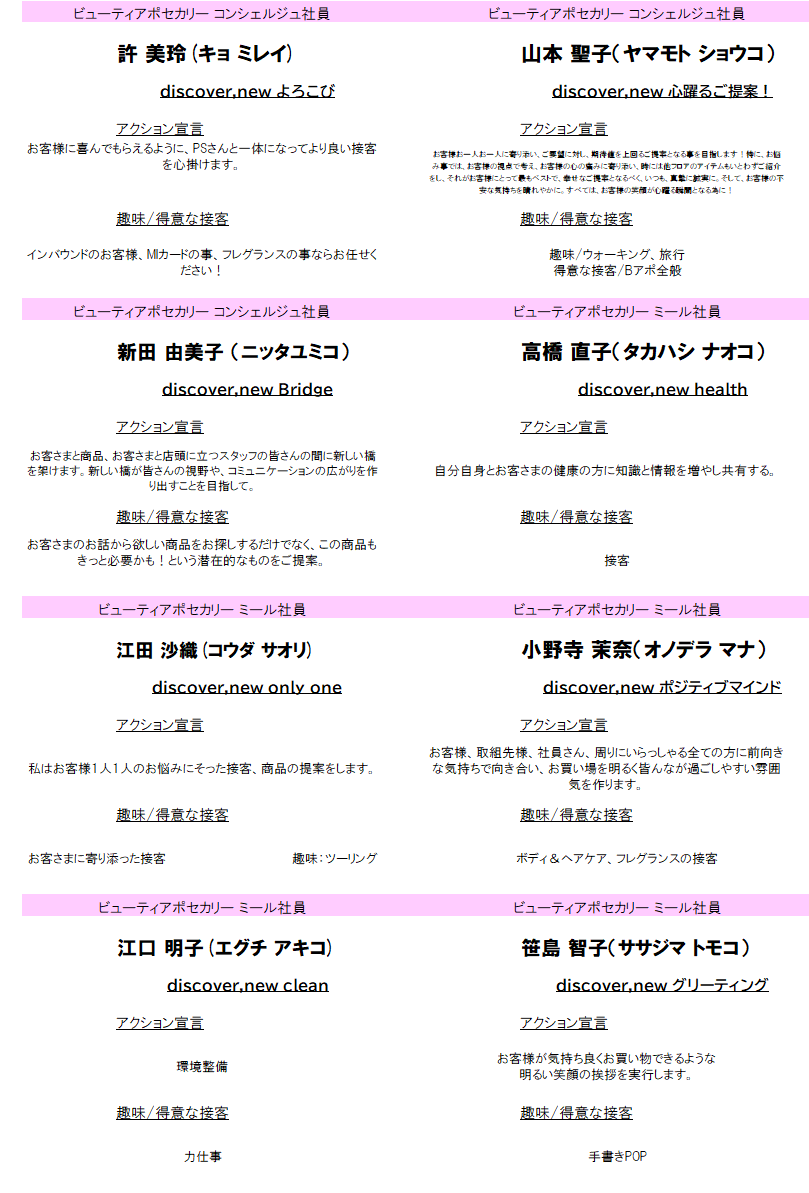 ビューティアポセカリー コンシェルジュ社員
許 美玲(キョ ミレイ)
discover,new よろこび
アクション宣言
お客様に喜んでもらえるように、PSさんと一体になってより良い接客
を心掛けます。
趣味/得意な接客
インバウンドのお客様、MIカードの事、フレグランスの事ならお任せく
ださい！
ビューティアポセカリー コンシェルジュ社員
山本 聖子(ヤマモト ショウコ)
discover,new 心躍るご提案！
アクション宣言
お客様お一人お一人に寄り添い、ご要望に対し、期待値を上回るご提案となる事を目指します！特に、お悩
み事では、お客様の視点で考え、お客様の心の痛みに寄り添い、時には他フロアのアイテムもいとわずご紹介
をし、それがお客様にとって最もベストで、幸せなご提案となるべく、いつも、真摯に誠実に。そして、お客様の不
安な気持ちを晴れやかに。すべては、お客様の笑顔が心躍る瞬間となる為に！
趣味/得意な接客
趣味/ウォーキング、旅行
得意な接客/Bアポ全般
ビューティアポセカリー コンシェルジュ社員
新田 由美子 (ニッタユミコ)
discover,new Bridge
アクション宣言
お客さまと商品、お客さまと店頭に立つスタッフの皆さんの間に新しい橋
を架けます。新しい橋が皆さんの視野や、コミュニケーションの広がりを作
り出すことを目指して。
趣味/得意な接客
お客さまのお話から欲しい商品をお探しするだけでなく、この商品も
きっと必要かも！という潜在的なものをご提案。
ビューティアポセカリー ミール社員
高橋 直子(タカハシ ナオコ)
discover,new health
アクション宣言
自分自身とお客さまの健康の方に知識と情報を増やし共有する。
趣味/得意な接客
接客
ビューティアポセカリー ミール社員
江田 沙織(コウダ サオリ)
discover,new only one
アクション宣言
私はお客様1人1人のお悩みにそった接客、商品の提案をします。
趣味/得意な接客
お客さまに寄り添った接客 趣味：ツーリング
ビューティアポセカリー ミール社員
小野寺 茉奈(オノデラ マナ)
discover,new ポジティブマインド
アクション宣言
お客様、取組先様、社員さん、周りにいらっしゃる全ての方に前向き
な気持ちで向き合い、お買い場を明るく皆んなが過ごしやすい雰囲
気を作ります。
趣味/得意な接客
ボディ＆ヘアケア、フレグランスの接客
ビューティアポセカリー ミール社員
江口 明子(エグチ アキコ)
discover,new clean
アクション宣言
環境整備
趣味/得意な接客
力仕事
ビューティアポセカリー ミール社員
笹島 智子(ササジマ トモコ)
discover,new グリーティング
アクション宣言
お客様が気持ち良くお買い物できるような
明るい笑顔の挨拶を実行します。
趣味/得意な接客
手書きPOP